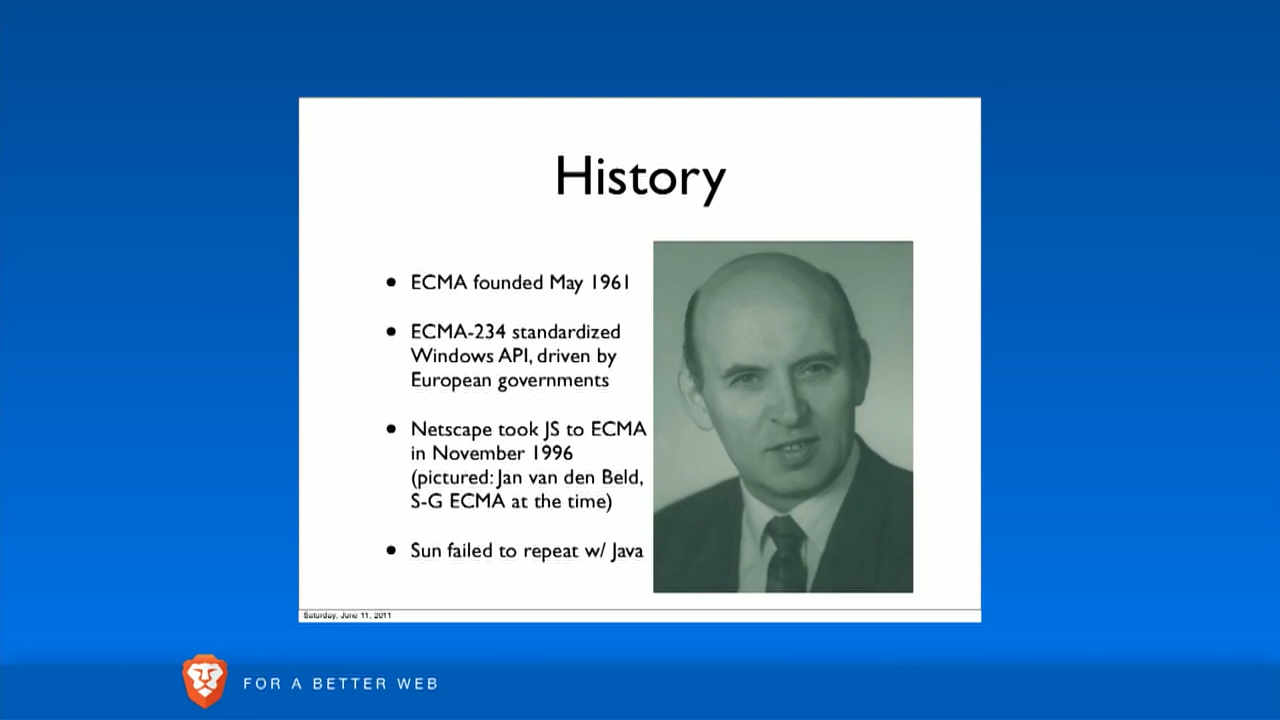 History
• ECMA founded May 1961
• ECMA-234 standardized
Windows API, driven by
European governments
• Netscape took JS to ECMA
in November 1996
(pictured: Jan van den Beld,
S-G ECMA at the time)
• Sun failed to repeat w/ Java
Saturday, June 11, 2011
FOR A BETTER WEB